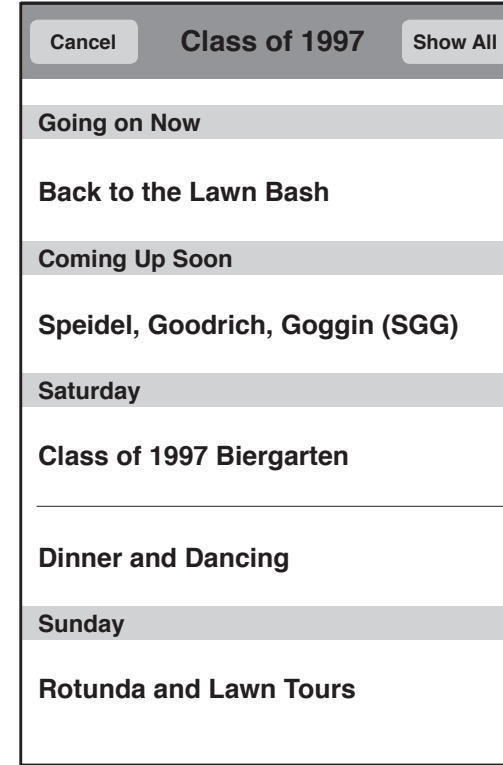 Cancel Class of 1997 Show All
Going on Now
Back to the Lawn Bash
Coming Up Soon
Speidel, Goodrich, Goggin (SGG)
Saturday
Class of 1997 Biergarten
Dinner and Dancing
Sunday
Rotunda and Lawn Tours